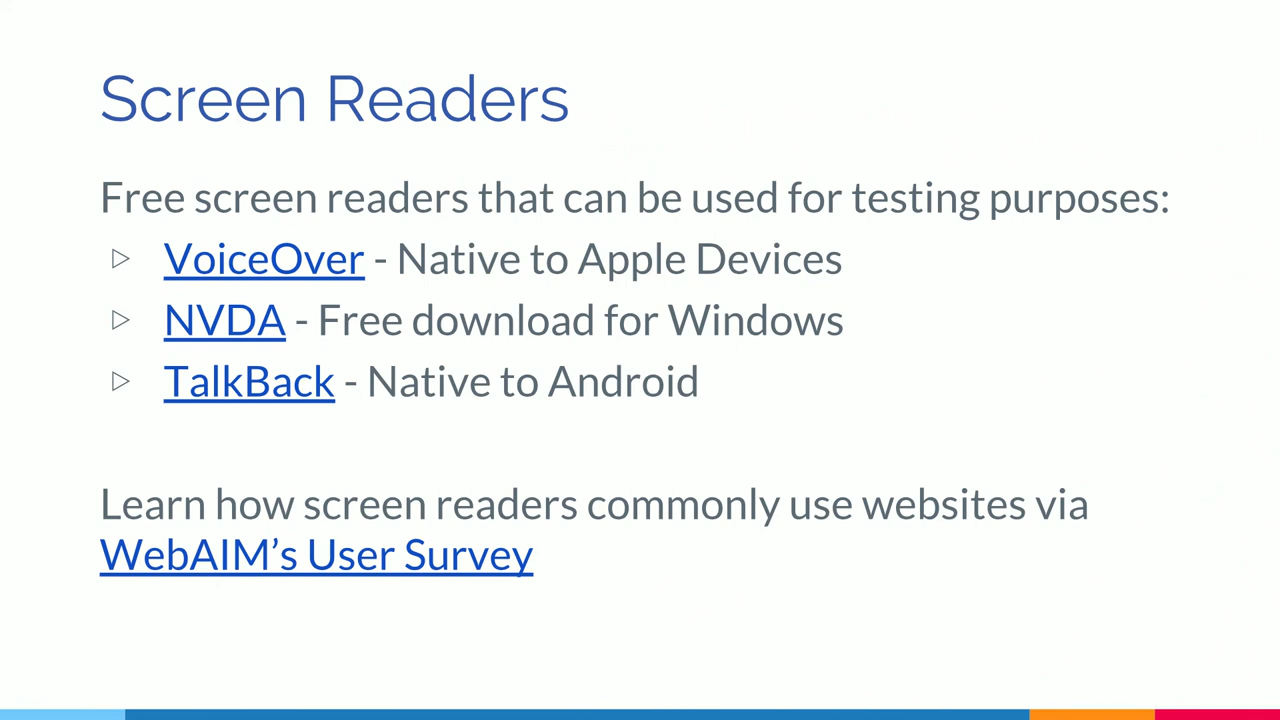 Screen Readers
Free screen readers that can be used for testing purposes:
▷ VoiceOver - Native to Apple Devices
▷ NVDA - Free download for Windows
▷ TalkBack - Native to Android
Learn how screen readers commonly use websites via
WebAIM’s User Survey